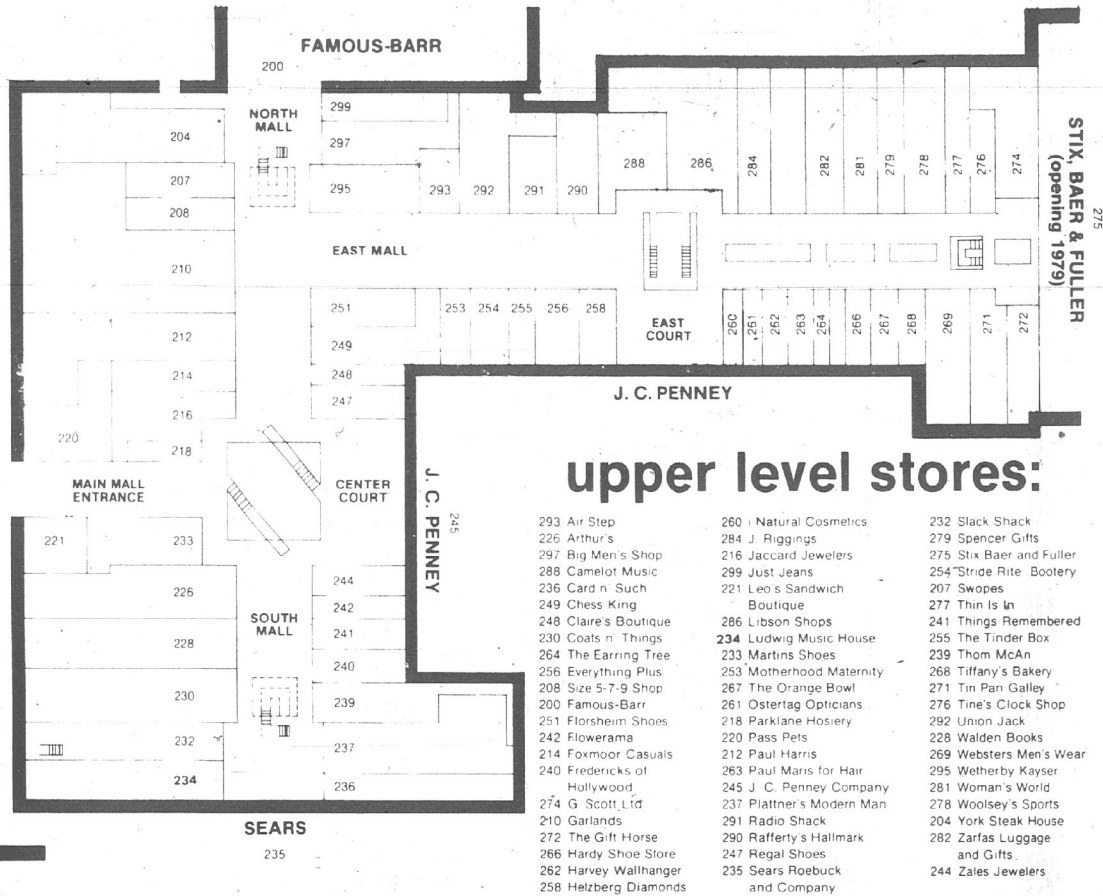 FAMOUS-BARR
200
NORTH
MALL
299
297
295
293
292
291
290
288
286
284
282
281
279
278
277
276
274
STIX, BAER & FULLER
(opening 1979)
275
204
207
208
210
212
214
216
218
220
EAST MALL
251
249
248
247
253
254
255
256
258
EAST
COURT
260
251
262
263
264
266
267
268
269
271
272
J. C. PENNEY
MAIN MALL
ENTRANCE
CENTER
COURT
J. C. PENNEY
245
221
233
226
228
230
232
234
SOUTH
MALL
244
242
241
240
239
237
236
SEARS
235
upper level stores:
293 Air Step
226 Arthur's
297 Big Men's Shop
288 Camelot Music
236 Card n' Such
249 Chess King
248 Claire's Boutique
230 Coats n' Things
264 The Earring Tree
256 Everything Plus
208 Size 5-7-9 Shop
200 Famous-Barr
251 Florsheim Shoes
242 Flowerama
214 Foxmoor Casuals
240 Fredericks of
Hollywood
274 G. Scott Ltd
210 Garlands
272 The Gift Horse
266 Hardy Shoe Store
262 Harvey Wallhanger
258 Helzberg Diamonds
260 i Natural Cosmetics
284 J. Riggings
216 Jaccard Jewelers
299 Just Jeans
221 Leo's Sandwich
Boutique
286 Libson Shops
234 Ludwig Music House
233 Martins Shoes
253 Motherhood Maternity
267 The Orange Bowl
261 Ostertag Opticians
218 Parklane Hosiery
220 Pass Pets
212 Paul Harris
263 Paul Maris for Hair
245 J. C. Penney Company
237 Plattner's Modern Man
291 Radio Shack
290 Rafferty's Hallmark
247 Regal Shoes
235 Sears Roebuck
and Company
232 Slack Shack
279 Spencer Gifts
275 Stix Baer and Fuller
254 Stride Rite Bootery
207 Swopes
277 Thin Is In
241 Things Remembered
255 The Tinder Box
239 Thom McAn
268 Tiffany's Bakery
271 Tin Pan Galley
276 Tine's Clock Shop
292 Union Jack
228 Walden Books
269 Websters Men's Wear
295 Wetherby Kayser
281 Woman's World
278 Woolsey's Sports
204 York Steak House
282 Zarfas Luggage
and Gifts
244 Zales Jewelers